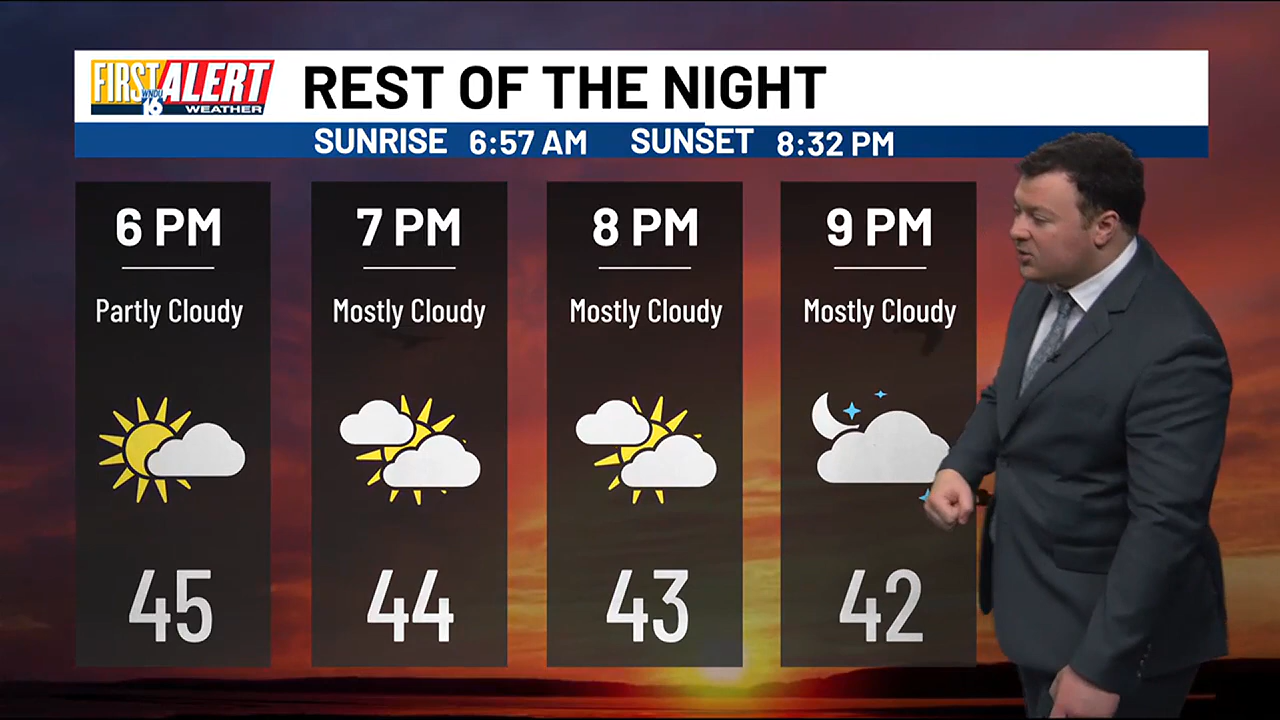 FIRST ALERT
WNDU
16
WEATHER
REST OF THE NIGHT
SUNRISE 6:57 AM SUNSET 8:32 PM
6 PM
Partly Cloudy
45
7 PM
Mostly Cloudy
44
8 PM
Mostly Cloudy
43
9 PM
Mostly Cloudy
42